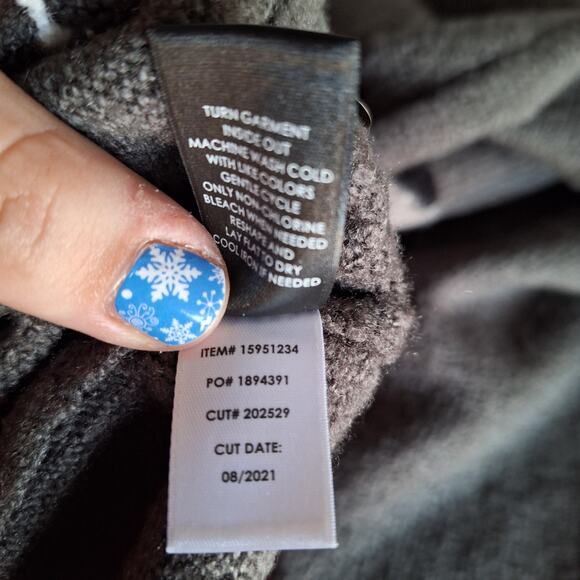 TURN GARMENT
INSIDE OUT
MACHINE WASH COLD
WITH LIKE COLORS
GENTLE CYCLE
ONLY NON-CHLORINE
BLEACH WHEN NEEDED
RESHAPE AND
LAY FLAT TO DRY
COOL IRON IF NEEDED
ITEM# 15951234
PO# 1894391
CUT# 202529
CUT DATE:
08/2021